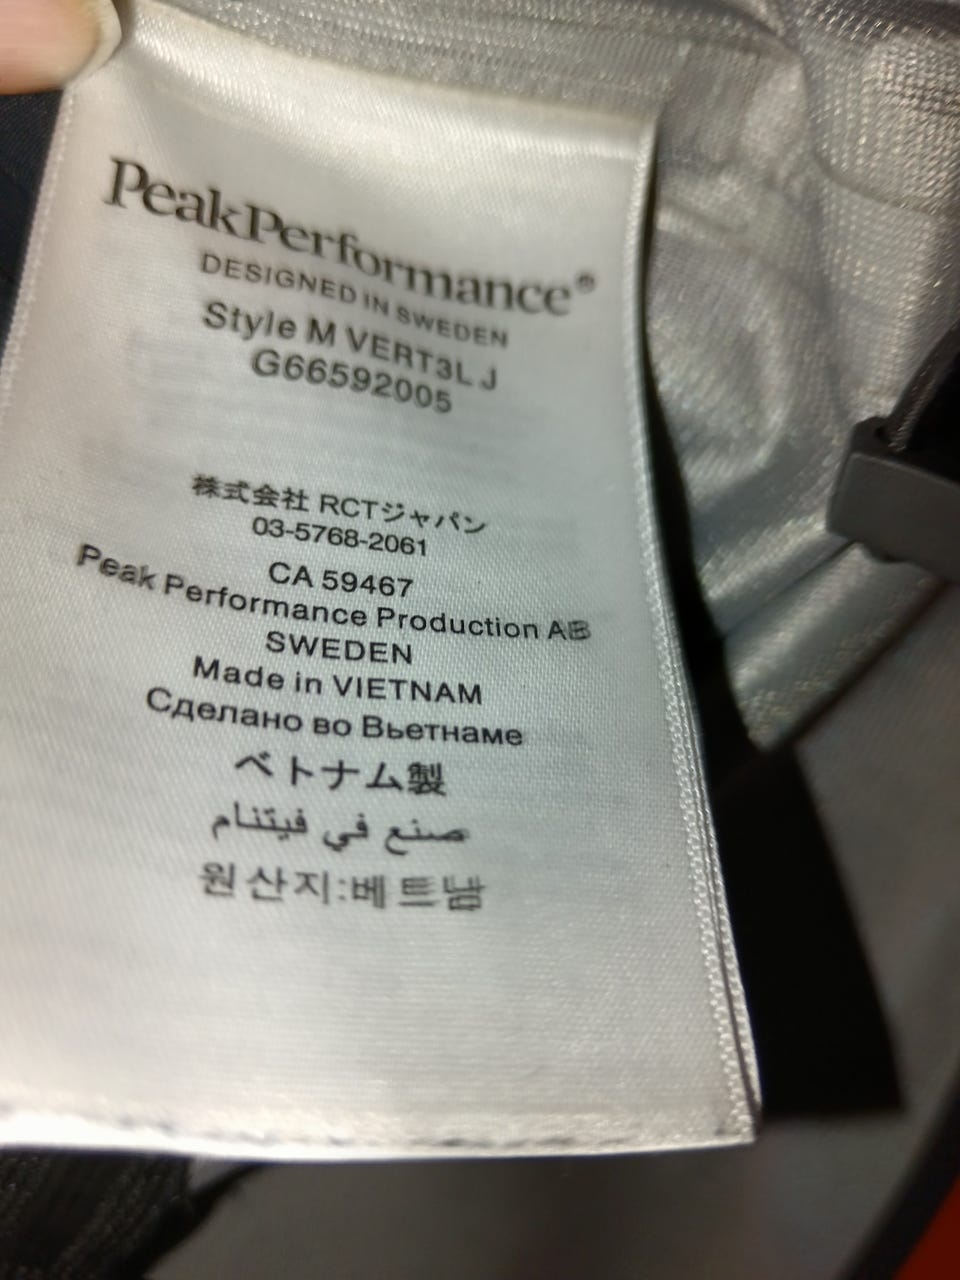 PeakPerformance®
DESIGNED IN SWEDEN
Style M VERT3L J
G66592005
株式会社 RCTジャパン
03-5768-2061
CA 59467
Peak Performance Production AB
SWEDEN
Made in VIETNAM
Сделано во Вьетнаме
ベトナム製
صنع في فيتنام
원산지:베트남